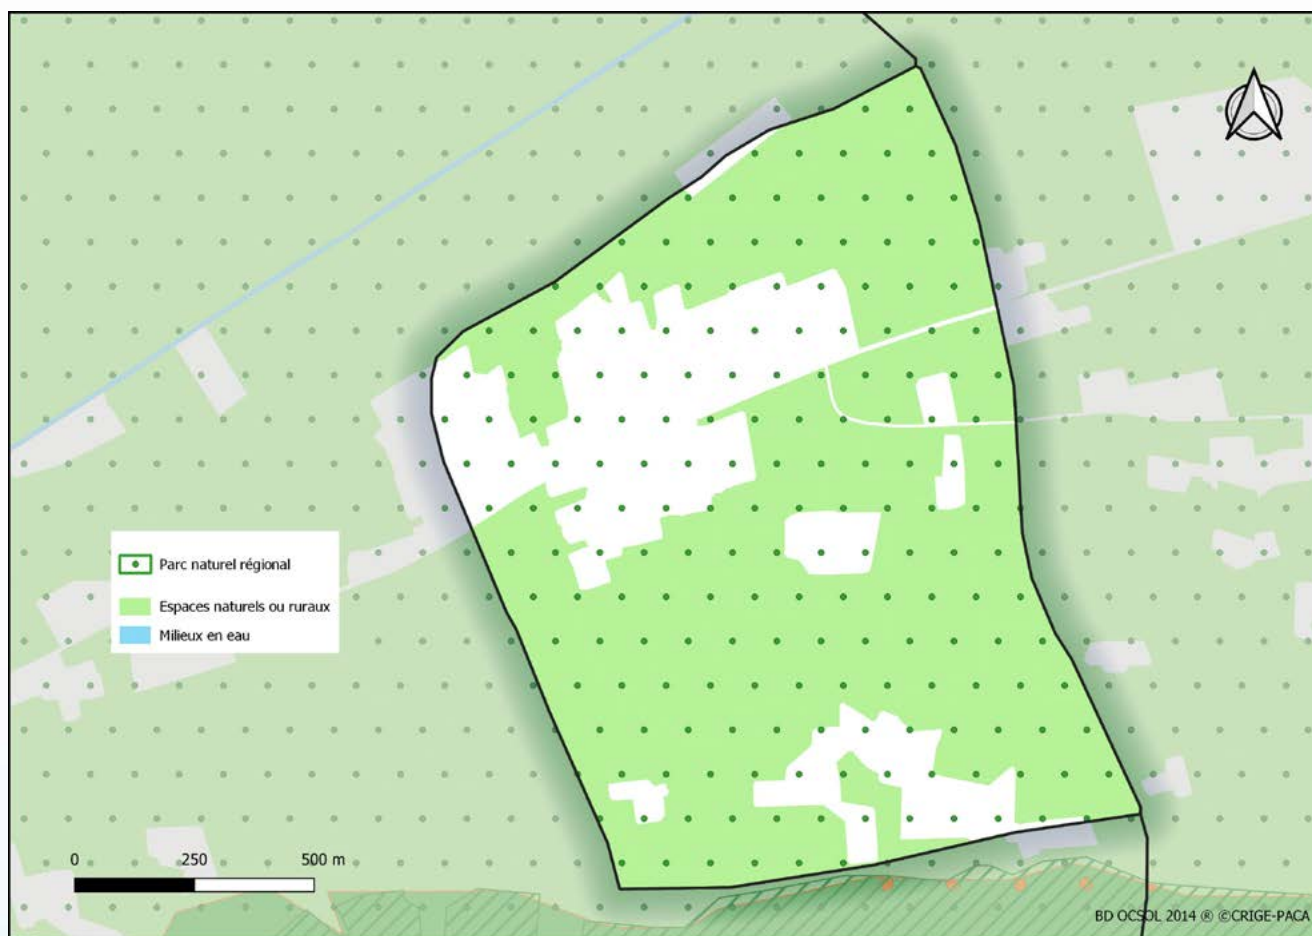 Parc naturel régional
Espaces naturels ou ruraux
Milieux en eau
0 250 500 m
BD OCSOL 2014 ® ©CRIGE-PACA